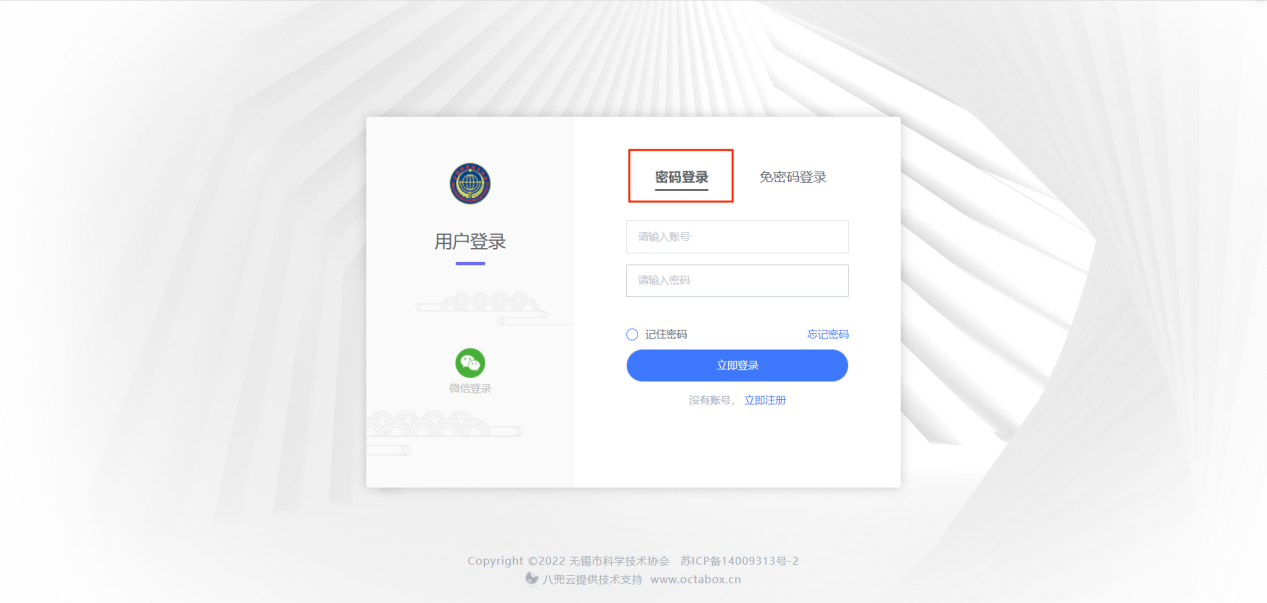 用户登录
微信登录
密码登录 免密码登录
请输入账号
请输入密码
记住密码 忘记密码
立即登录
没有账号， 立即注册
Copyright ©2022 无锡市科学技术协会 苏ICP备14009313号-2
八兜云提供技术支持 www.octabox.cn